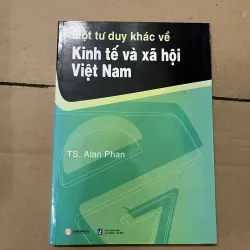 Một tư duy khác về
Kinh tế và xã hội
Việt Nam
TS. Alan Phan